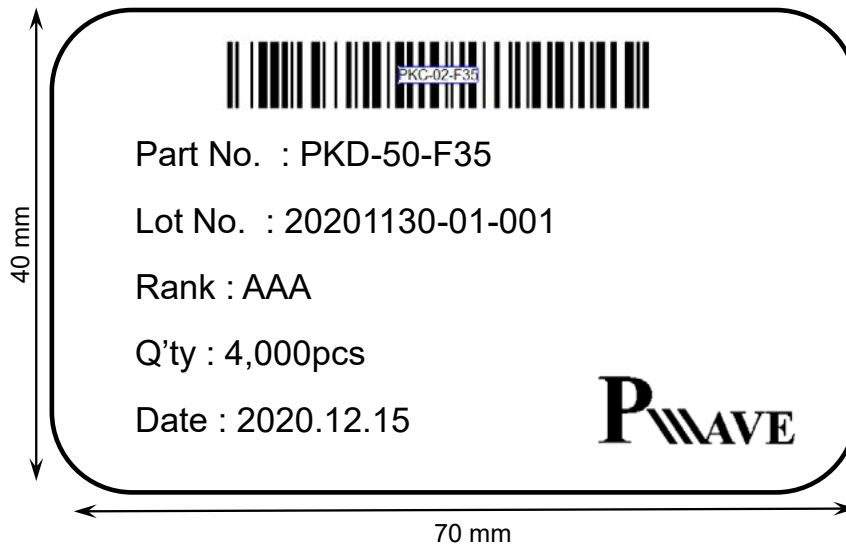 PKC-02-F35
Part No. : PKD-50-F35
Lot No. : 20201130-01-001
Rank : AAA
Q’ty : 4,000pcs
Date : 2020.12.15
PWAVE
40 mm
70 mm